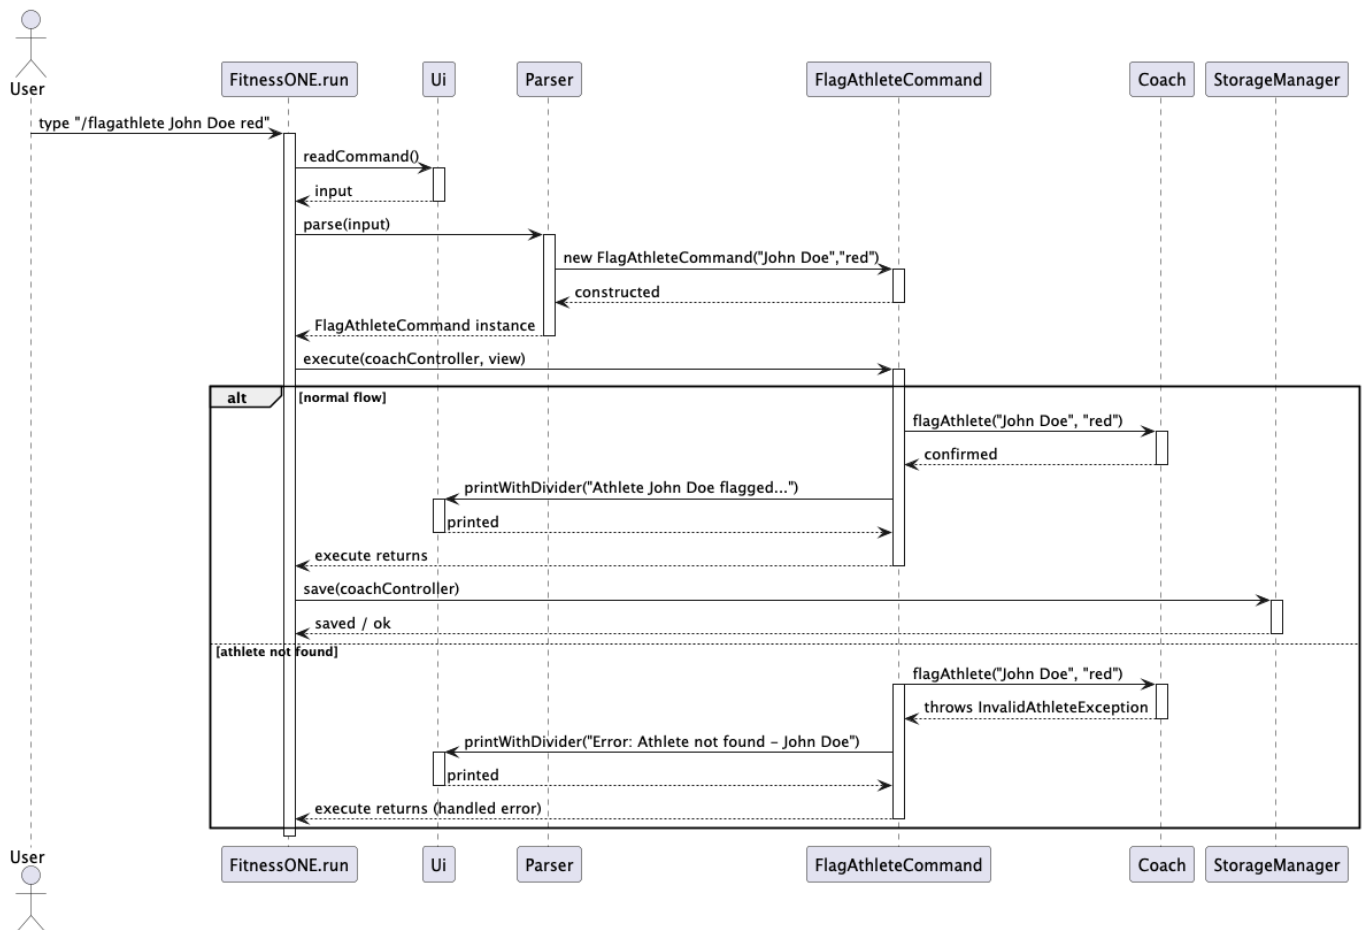 User
FitnessONE.run
Ui
Parser
FlagAthleteCommand
Coach
StorageManager
type "/flagathlete John Doe red"
readCommand()
input
parse(input)
new FlagAthleteCommand("John Doe","red")
constructed
FlagAthleteCommand instance
execute(coachController, view)
alt
[normal flow]
flagAthlete("John Doe", "red")
confirmed
printWithDivider("Athlete John Doe flagged...")
printed
execute returns
save(coachController)
saved / ok
[athlete not found]
flagAthlete("John Doe", "red")
throws InvalidAthleteException
printWithDivider("Error: Athlete not found – John Doe")
printed
execute returns (handled error)
User
FitnessONE.run
Ui
Parser
FlagAthleteCommand
Coach
StorageManager